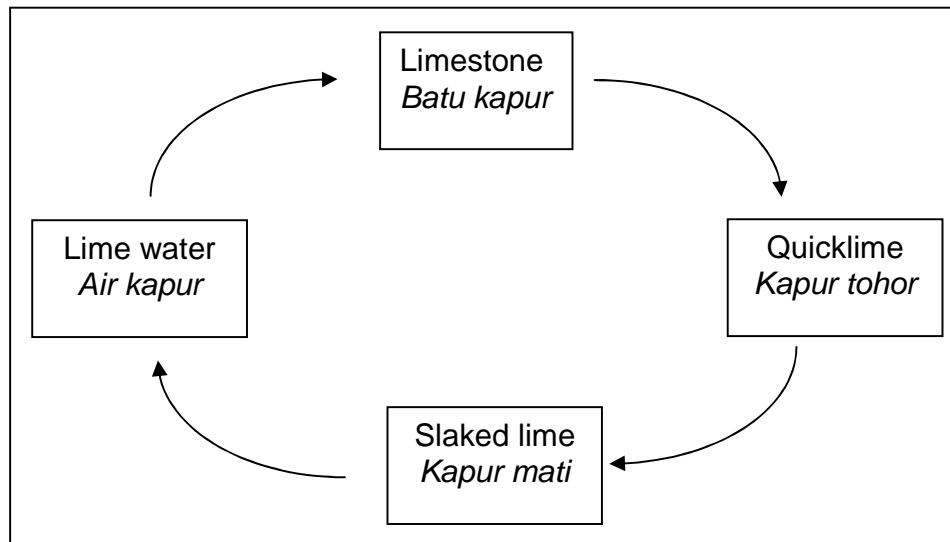 Limestone
Batu kapur
Lime water
Air kapur
Quicklime
Kapur tohor
Slaked lime
Kapur mati